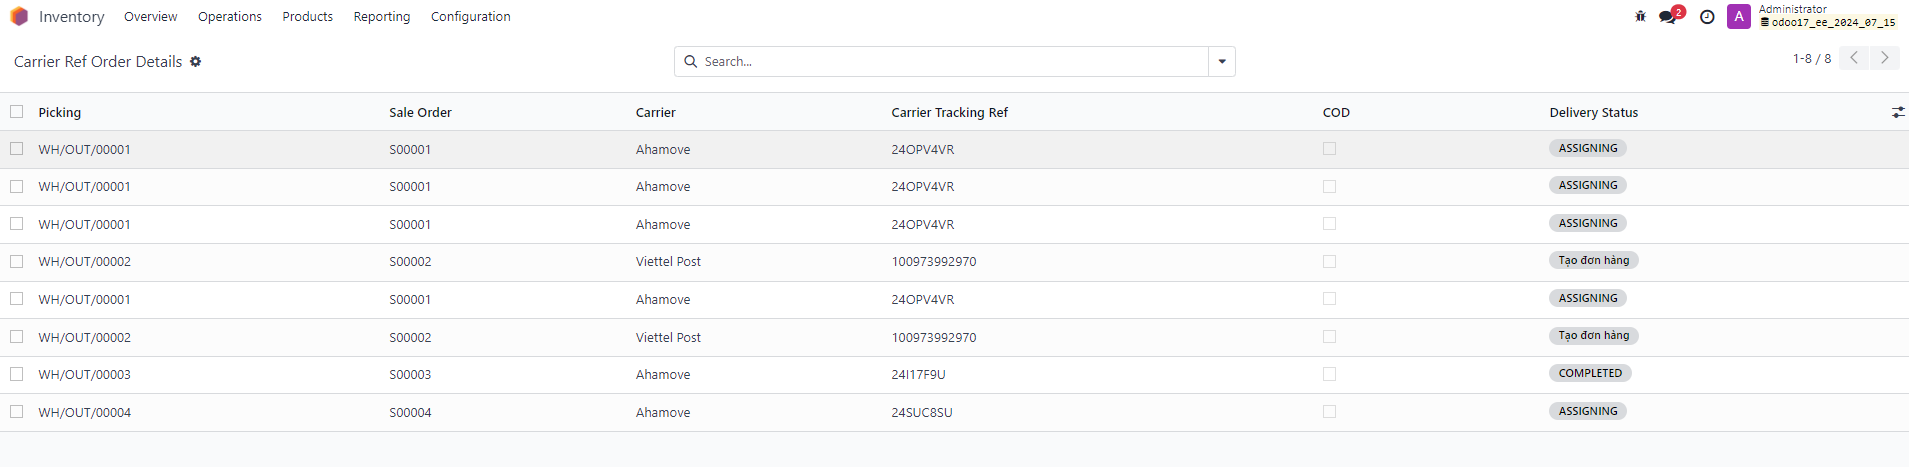 Inventory Overview Operations Products Reporting Configuration 2 A Administrator
odoo17_ee_2024_07_15
Carrier Ref Order Details Search... 1-8 / 8
Picking Sale Order Carrier Carrier Tracking Ref COD Delivery Status
WH/OUT/00001 S00001 Ahamove 24OPV4VR ASSIGNING
WH/OUT/00001 S00001 Ahamove 24OPV4VR ASSIGNING
WH/OUT/00001 S00001 Ahamove 24OPV4VR ASSIGNING
WH/OUT/00002 S00002 Viettel Post 100973992970 Tạo đơn hàng
WH/OUT/00001 S00001 Ahamove 24OPV4VR ASSIGNING
WH/OUT/00002 S00002 Viettel Post 100973992970 Tạo đơn hàng
WH/OUT/00003 S00003 Ahamove 24I17F9U COMPLETED
WH/OUT/00004 S00004 Ahamove 24SUC8SU ASSIGNING